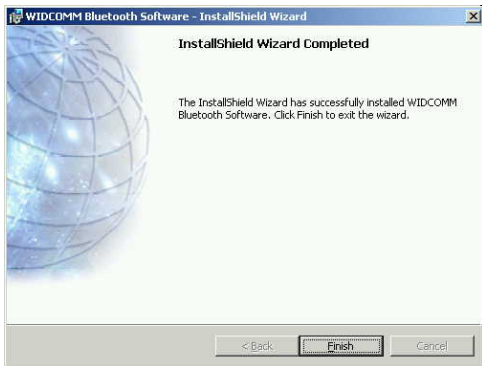 WIDCOMM Bluetooth Software - InstallShield Wizard
InstallShield Wizard Completed
The InstallShield Wizard has successfully installed WIDCOMM
Bluetooth Software. Click Finish to exit the wizard.
< Back
Finish
Cancel